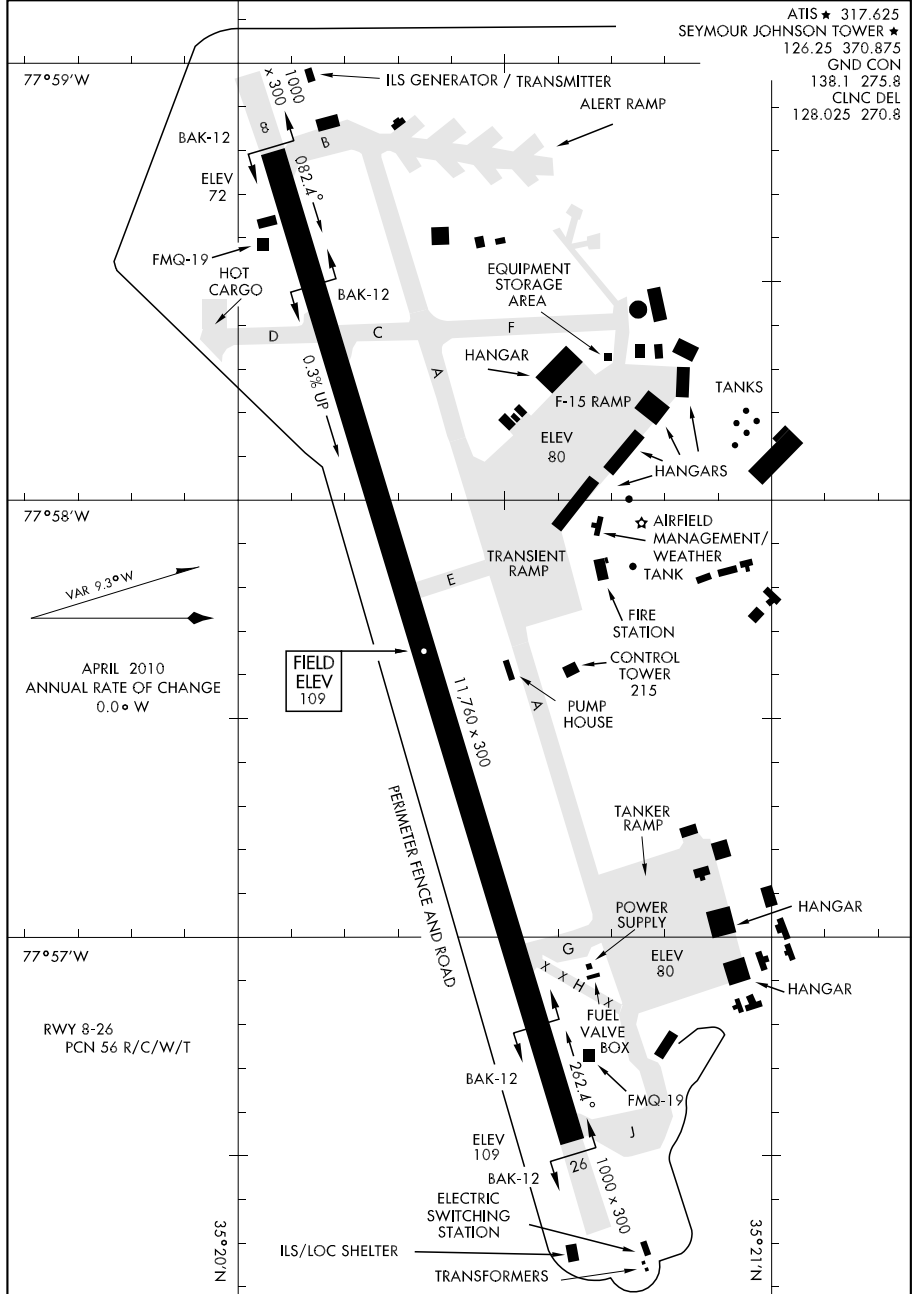 ATIS ★ 317.625
SEYMOUR JOHNSON TOWER ★
126.25 370.875
GND CON
138.1 275.8
CLNC DEL
128.025 270.8
77°59'W
1000
x 300
ILS GENERATOR / TRANSMITTER
ALERT RAMP
8
B
BAK-12
ELEV
72
082.4°
FMQ-19
HOT
CARGO
BAK-12
EQUIPMENT
STORAGE
AREA
D
C
F
HANGAR
A
0.3% UP
F-15 RAMP
TANKS
ELEV
80
HANGARS
77°58'W
AIRFIELD
MANAGEMENT/
WEATHER
TRANSIENT
RAMP
TANK
E
VAR 9.3° W
FIRE
STATION
APRIL 2010
ANNUAL RATE OF CHANGE
0.0° W
FIELD
ELEV
109
CONTROL
TOWER
215
A
PUMP
HOUSE
11,760 x 300
PERIMETER FENCE AND ROAD
TANKER
RAMP
POWER
SUPPLY
HANGAR
77°57'W
G
ELEV
80
X X H X
HANGAR
RWY 8-26
PCN 56 R/C/W/T
FUEL
VALVE
BOX
BAK-12
262.4°
FMQ-19
J
ELEV
109
26
BAK-12
1000 x 300
ELECTRIC
SWITCHING
STATION
35°20'N
35°21'N
ILS/LOC SHELTER
TRANSFORMERS